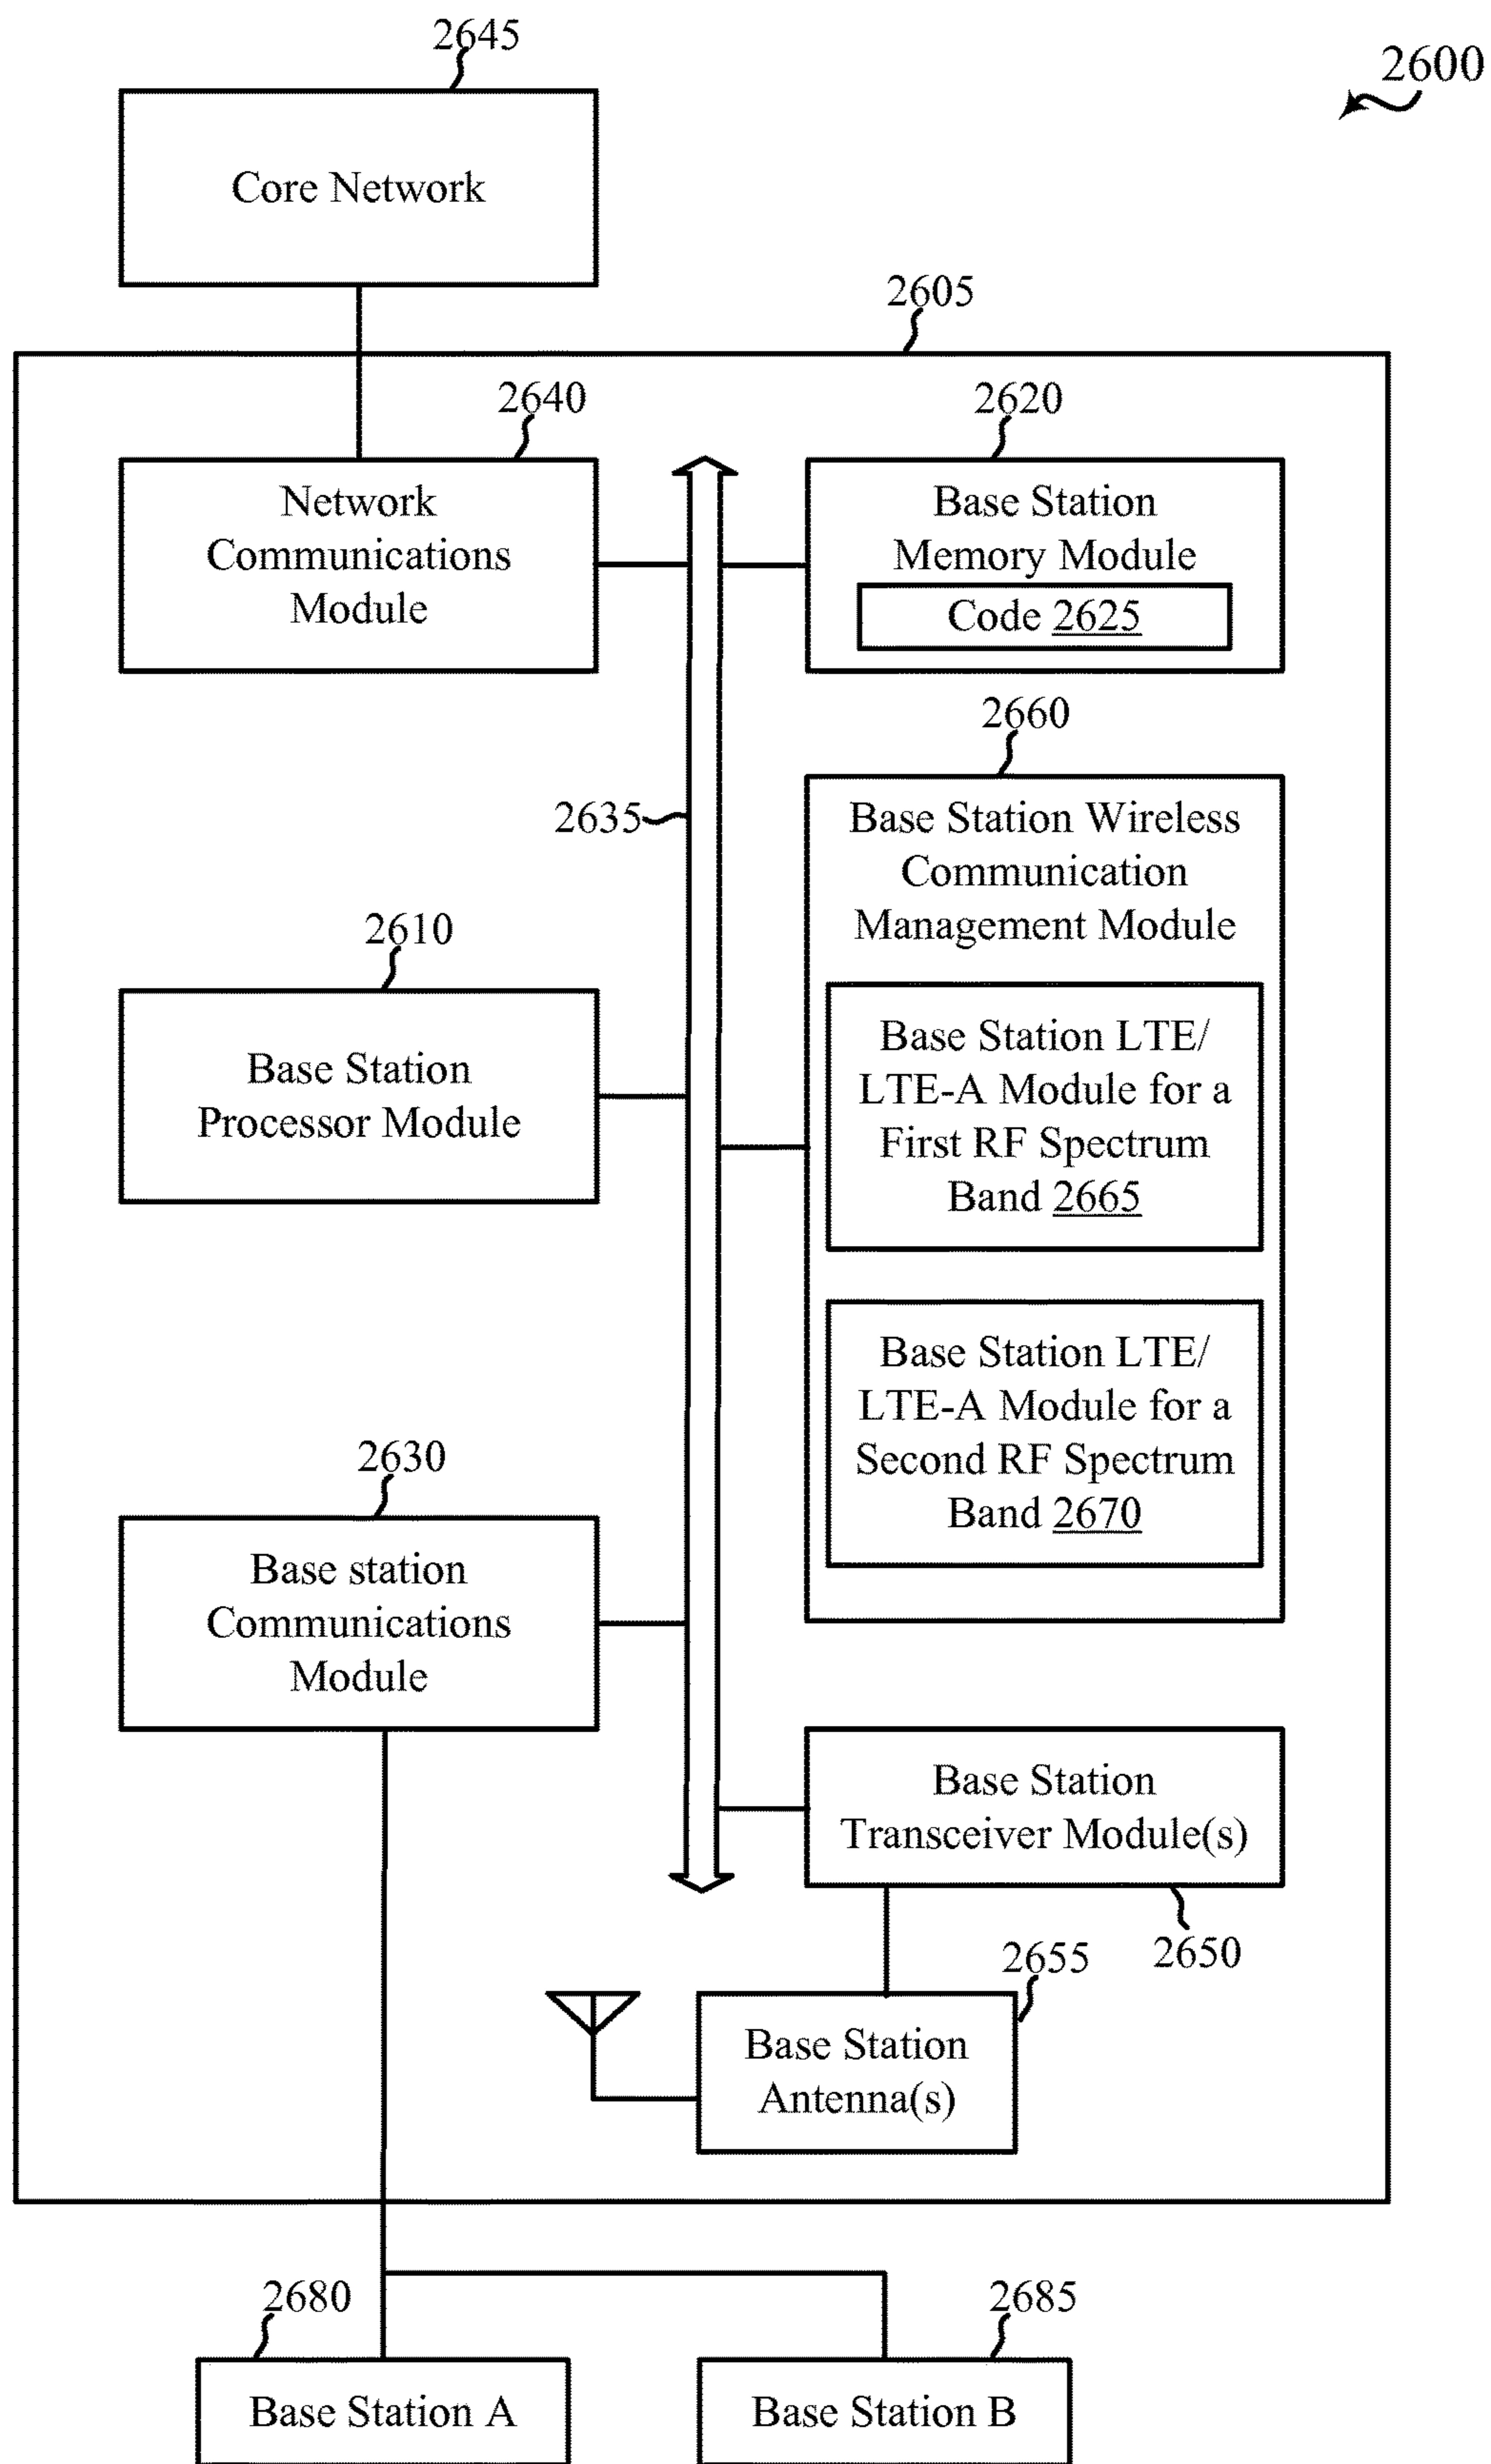 2645
2600
Core Network
2605
2640
2620
Network
Communications
Module
Base Station
Memory Module
Code 2625
2660
2635
Base Station Wireless
Communication
Management Module
2610
Base Station
Processor Module
Base Station LTE/
LTE-A Module for a
First RF Spectrum
Band 2665
Base Station LTE/
LTE-A Module for a
Second RF Spectrum
Band 2670
2630
Base station
Communications
Module
Base Station
Transceiver Module(s)
2650
2655
Base Station
Antenna(s)
2680
2685
Base Station A
Base Station B